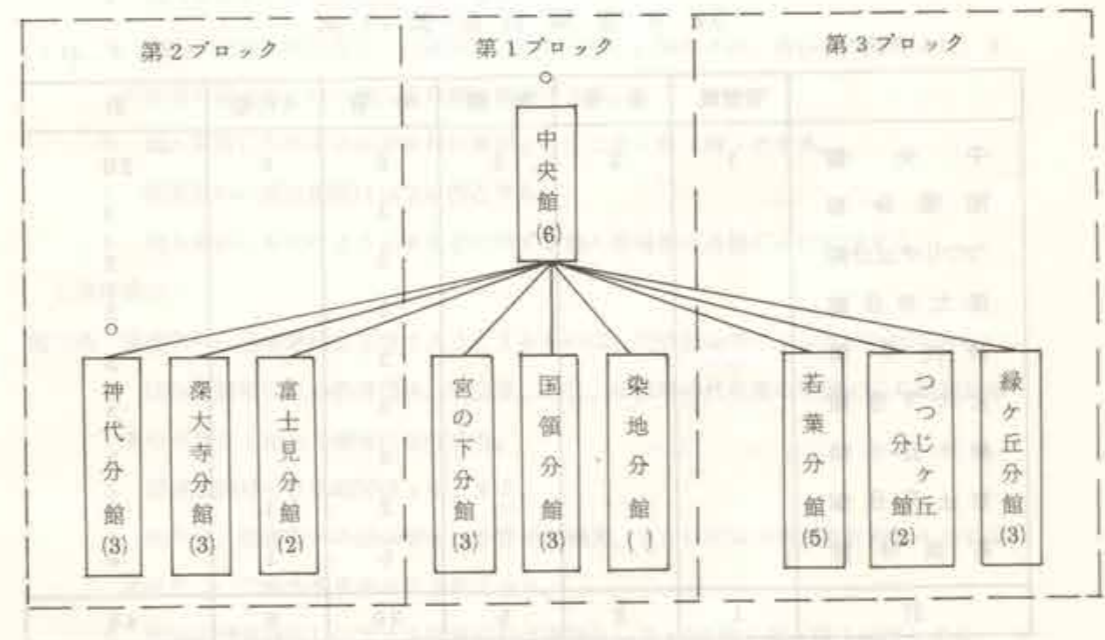 第2ブロック
第1ブロック
第3ブロック
○
中央館(6)
○
神代分館(3)
深大寺分館(3)
富士見分館(2)
宮の下分館(3)
国領分館(3)
染地分館( )
若葉分館(5)
つつじケ丘分館(2)
緑ケ丘分館(3)